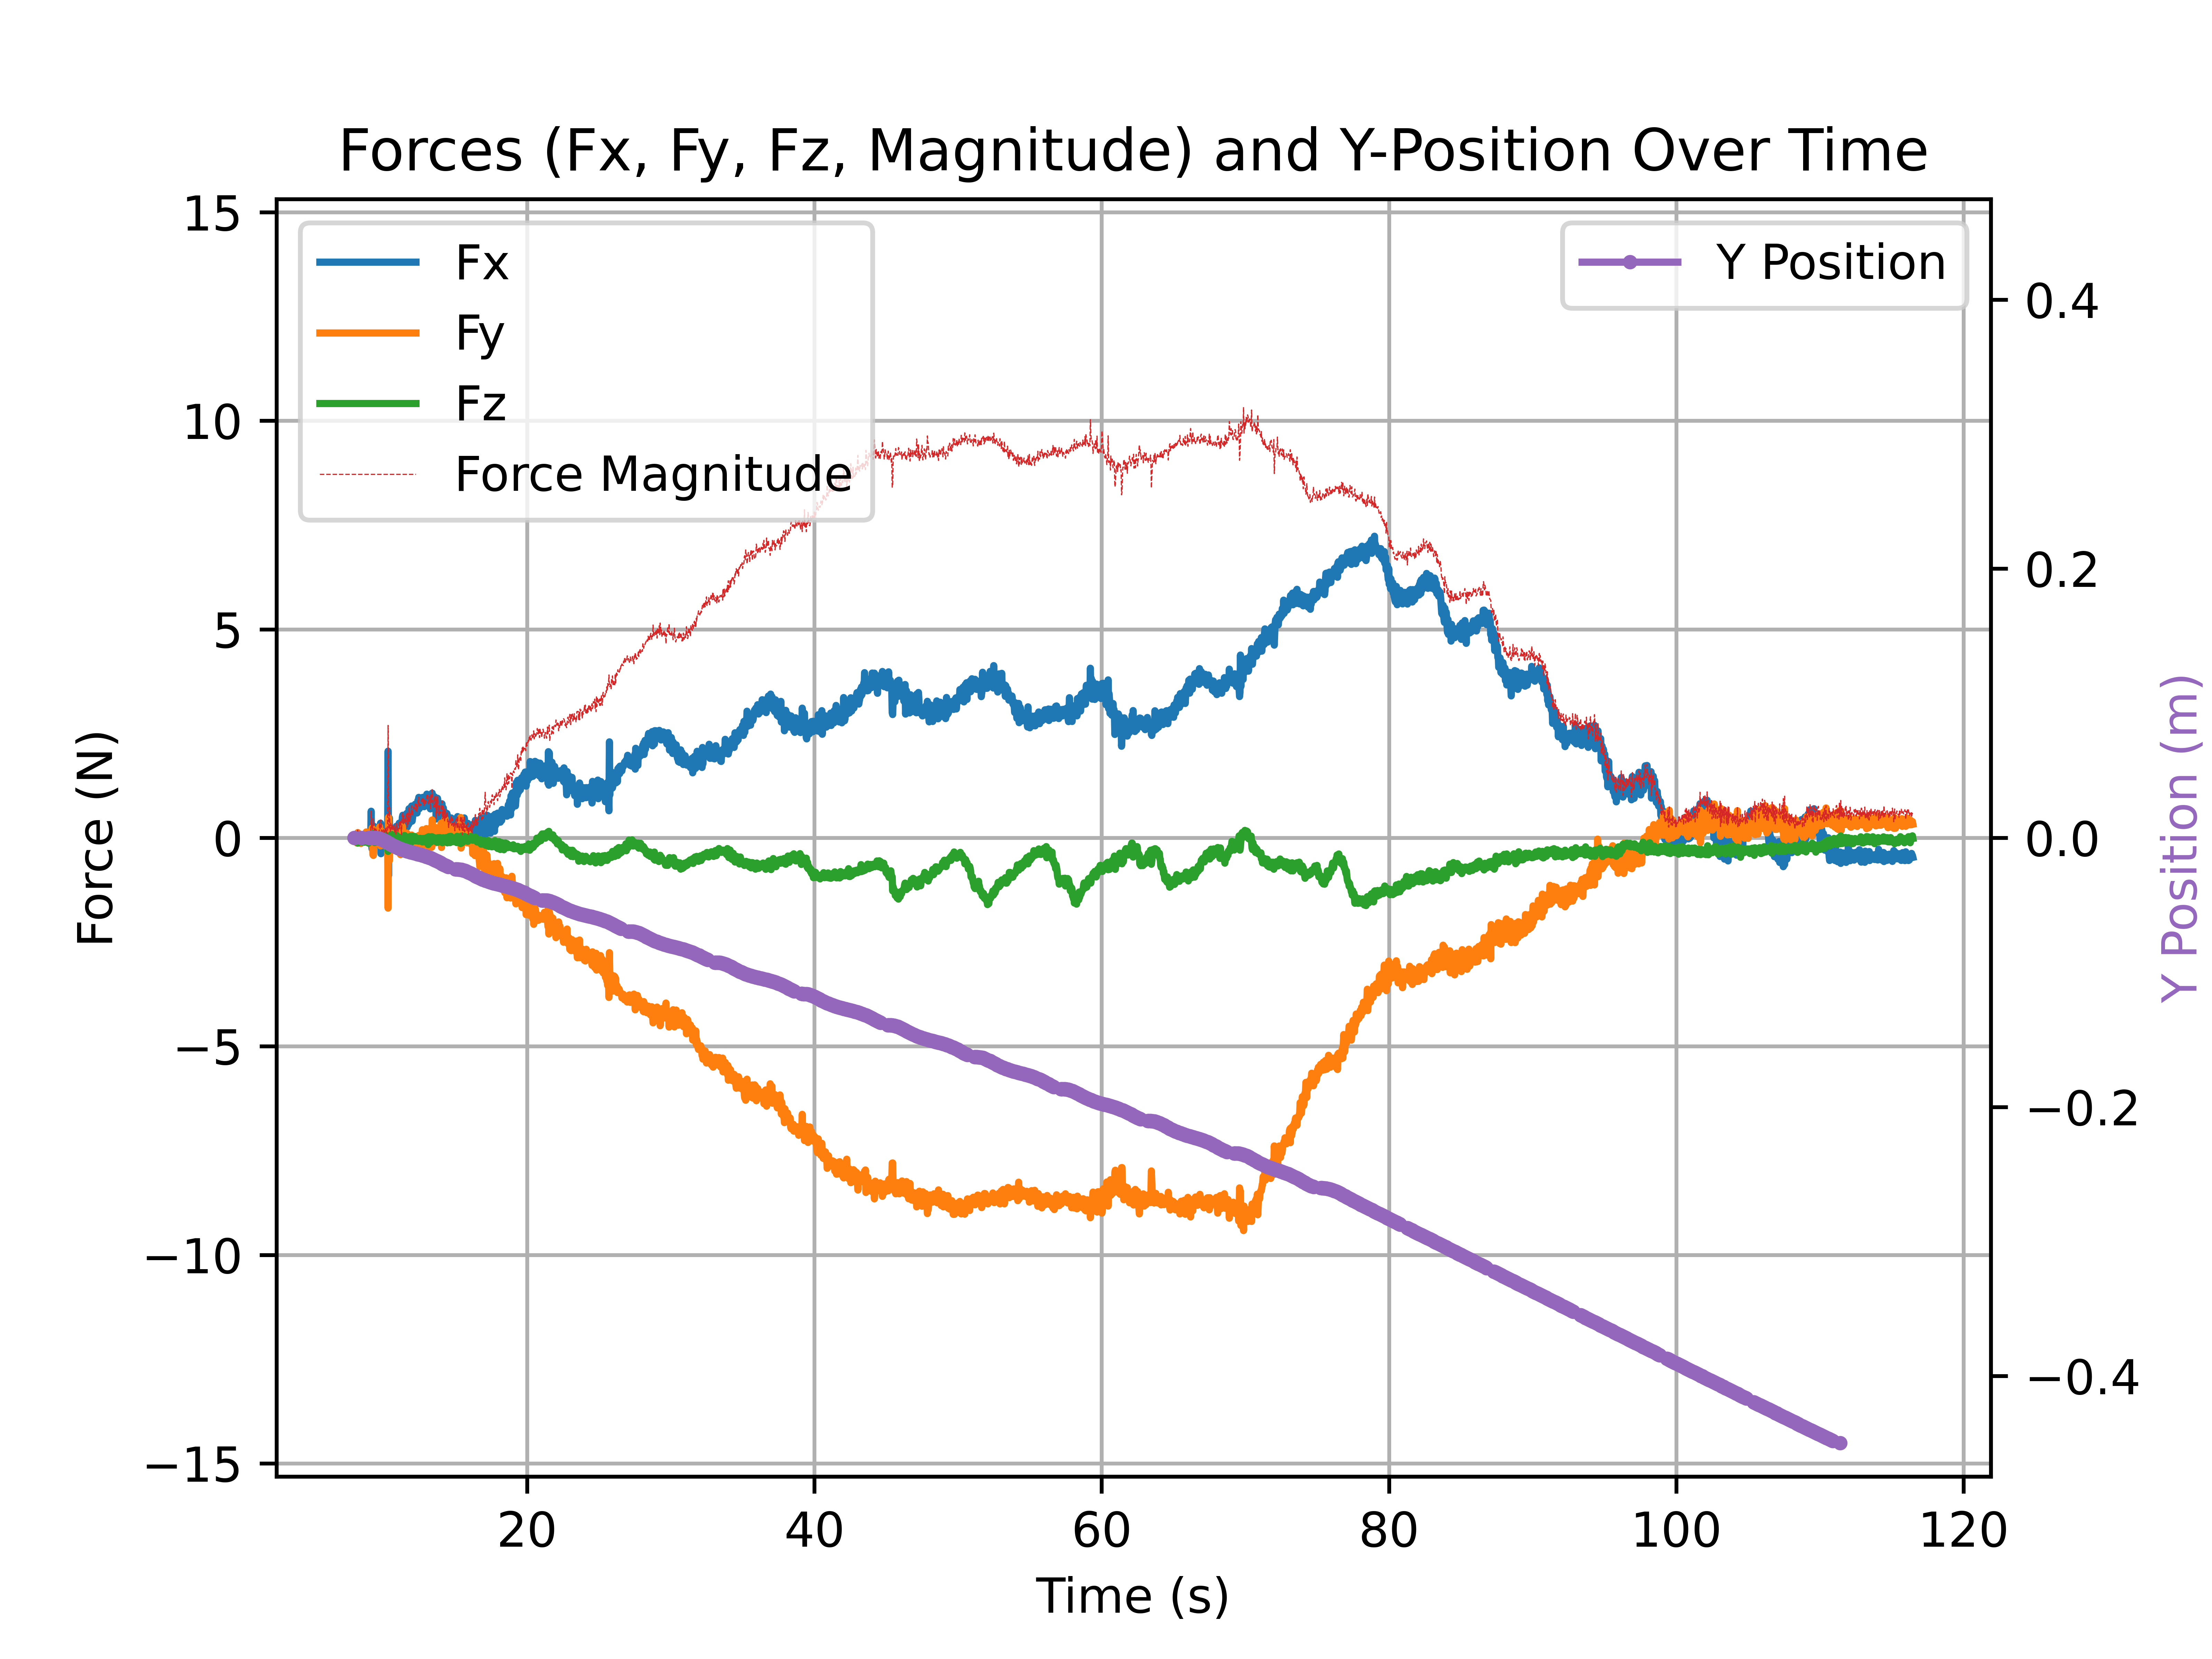 Forces (Fx, Fy, Fz, Magnitude) and Y-Position Over Time
Fx
Fy
Fz
Force Magnitude
Y Position
15
10
5
0
−5
−10
−15
Force (N)
0.4
0.2
0.0
−0.2
−0.4
Y Position (m)
20 40 60 80 100 120
Time (s)